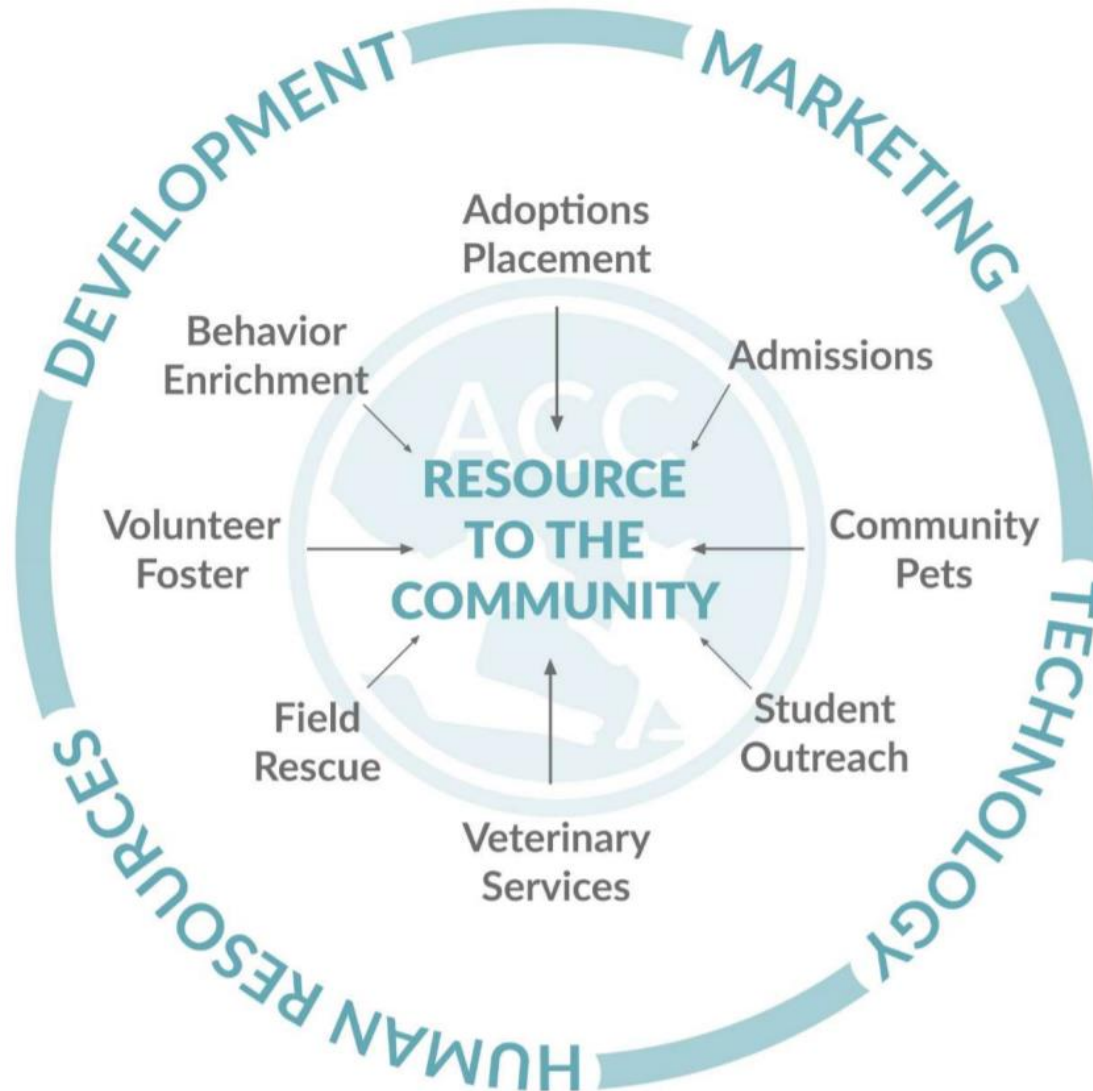 DEVELOPMENT
MARKETING
Adoptions
Placement
Behavior
Enrichment
Admissions
ACC
RESOURCE
TO THE
COMMUNITY
Volunteer
Foster
Community
Pets
Field
Rescue
Student
Outreach
Veterinary
Services
HUMAN RESOURCES
TECHNOLOGY